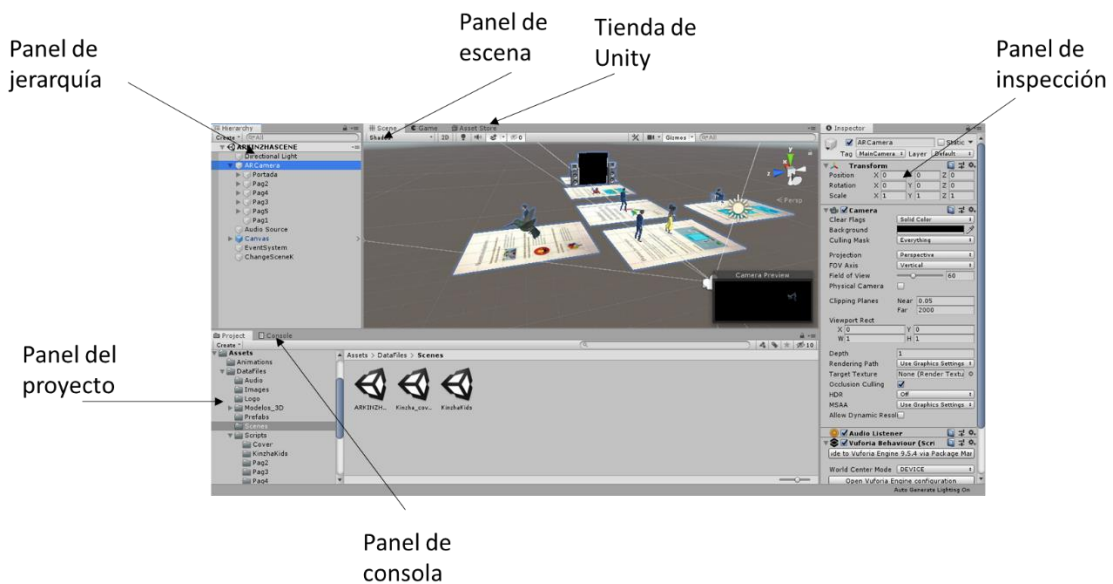 Panel de
jerarquía
Panel de
escena
Tienda de
Unity
Panel de
inspección
Hierarchy
Create All
ARKINZHASCENE
Directional Light
ARCamera
Portada
Pag2
Pag4
Pag3
Pag5
Pag1
Audio Source
Canvas
EventSystem
ChangeSceneK
Scene Game Asset Store
Shaded 2D 0 Gizmos All
y
z
Persp
Camera Preview
Inspector
ARCamera Static
Tag MainCamera Layer Default
Transform
Position X 0 Y 0 Z 0
Rotation X 0 Y 0 Z 0
Scale X 1 Y 1 Z 1
Camera
Clear Flags Solid Color
Background
Culling Mask Everything
Projection Perspective
FOV Axis Vertical
Field of View 60
Physical Camera
Clipping Planes Near 0.05
Far 2000
Viewport Rect
X 0 Y 0
W 1 H 1
Depth 1
Rendering Path Use Graphics Settings
Target Texture None (Render Textu
Occlusion Culling
HDR Off
MSAA Use Graphics Settings
Allow Dynamic Resol
Audio Listener
Vuforia Behaviour (Scri
de to Vuforia Engine 9.5.4 via Package Man
World Center Mode DEVICE
Open Vuforia Engine configuration
Auto Generate Lighting On
Panel del
proyecto
Project Console
Create 10
Assets
Animations
DataFiles
Audio
Images
Logo
Modelos_3D
Prefabs
Scenes
Scripts
Cover
KinzhaKids
Pag2
Pag3
Pag4
Assets > DataFiles > Scenes
ARKINZH... Kinzha_cov... KinzhaKids
Panel de
consola